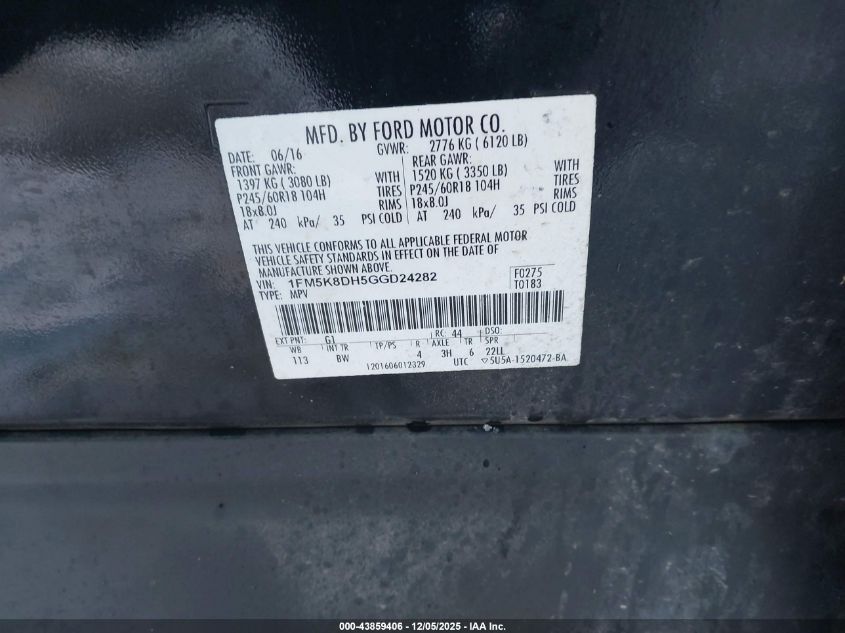 MFD. BY FORD MOTOR CO.
DATE: 06/16 GVWR: 2776 KG ( 6120 LB)
FRONT GAWR: REAR GAWR:
1397 KG ( 3080 LB) WITH 1520 KG ( 3350 LB) WITH
P245/60R18 104H TIRES P245/60R18 104H TIRES
18x8.0J RIMS 18x8.0J RIMS
AT 240 kPa/ 35 PSI COLD AT 240 kPa/ 35 PSI COLD
THIS VEHICLE CONFORMS TO ALL APPLICABLE FEDERAL MOTOR
VEHICLE SAFETY STANDARDS IN EFFECT ON THE DATE OF
MANUFACTURE SHOWN ABOVE.
VIN: 1FM5K8DH5GGD24282 F0275
TYPE: MPV T0183
EXT PNT: G1 RC: 44 DSO:
WB INT TR TP/PS R AXLE TR SPR
113 BW 4 3H 6 22LL
1201606012329 UTC 5U5A-1520472-BA
000-43859406 - 12/05/2025 - IAA Inc.